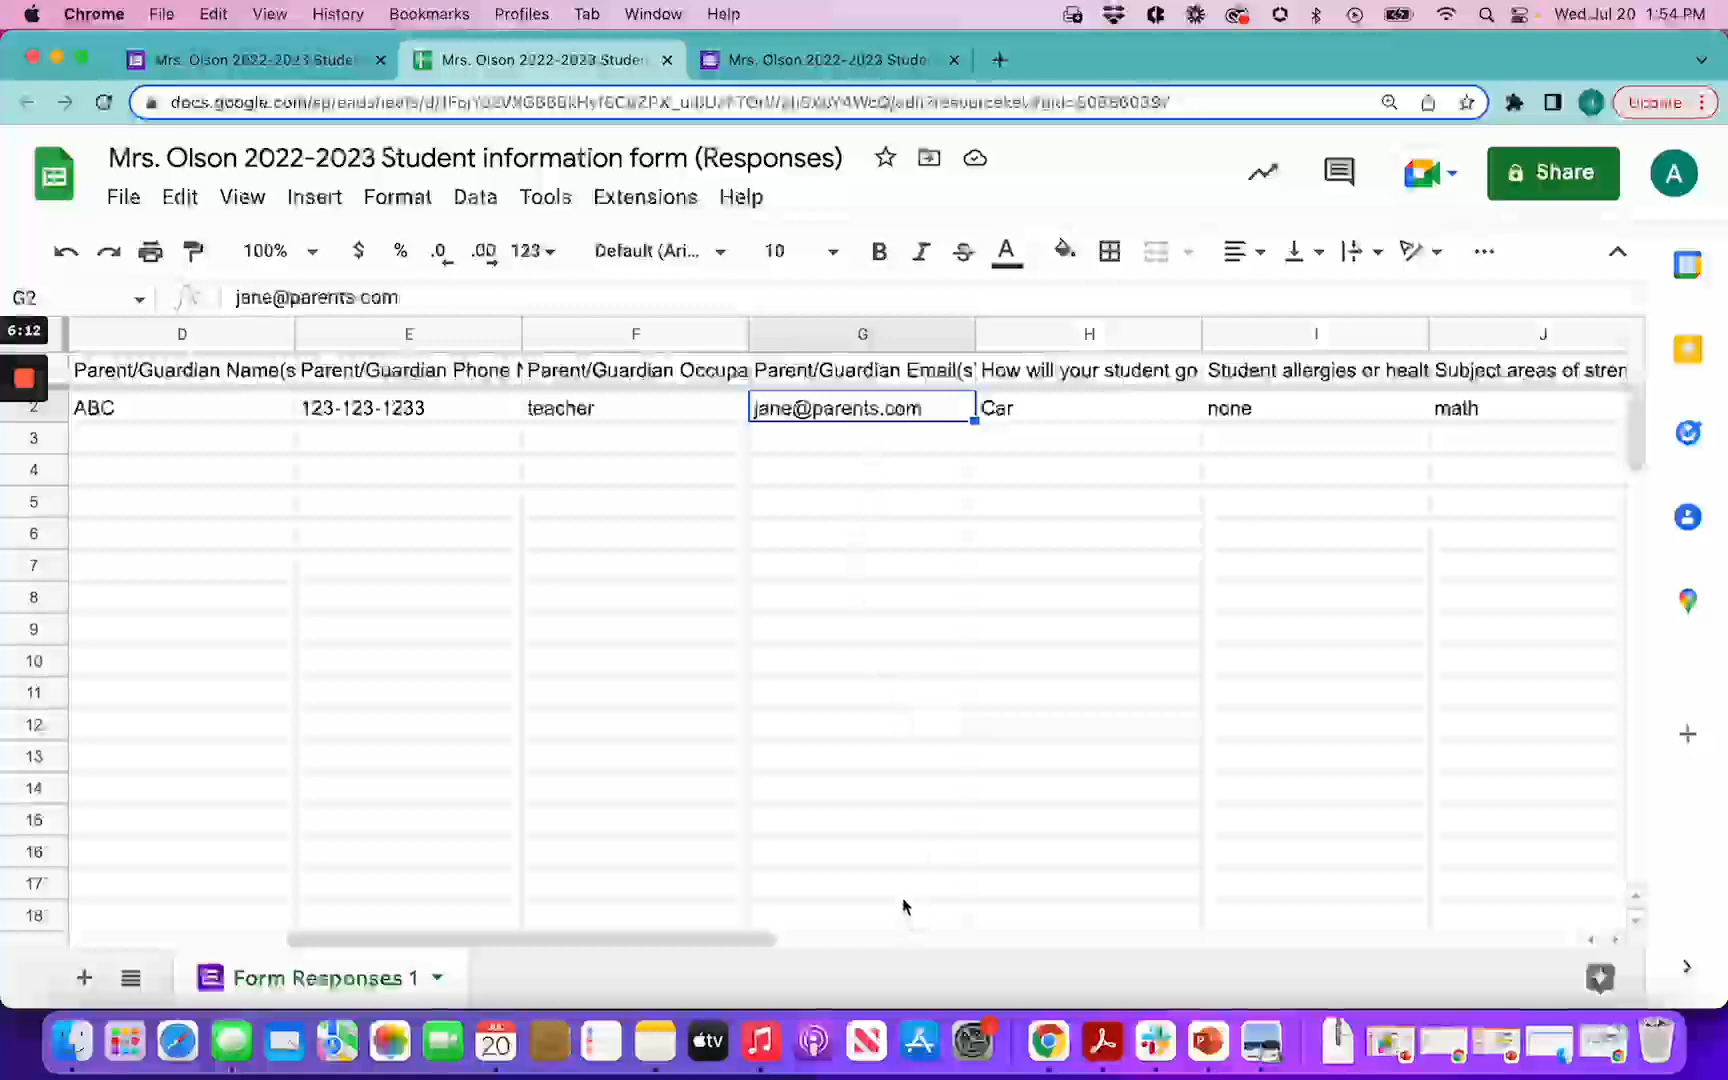 Chrome File Edit View History Bookmarks Profiles Tab Window Help Wed Jul 20 1:54 PM
Mrs. Olson 2022-2023 Stude Mrs. Olson 2022-2023 Studen Mrs. Olson 2022-2023 Stude
Mrs. Olson 2022-2023 Student information form (Responses)
Share
A
File Edit View Insert Format Data Tools Extensions Help
100% $ % .0 .00 123 Default (Ari... 10 B I S A ...
G2 jane@parents.com
6:12
D E F G H I J
Parent/Guardian Name(s Parent/Guardian Phone N Parent/Guardian Occupa Parent/Guardian Email(s' How will your student go Student allergies or healt Subject areas of stren
2 ABC 123-123-1233 teacher jane@parents.com Car none math
3
4
5
6
7
8
9
10
11
12
13
14
16
17
18
Form Responses 1
JUL
20
tv